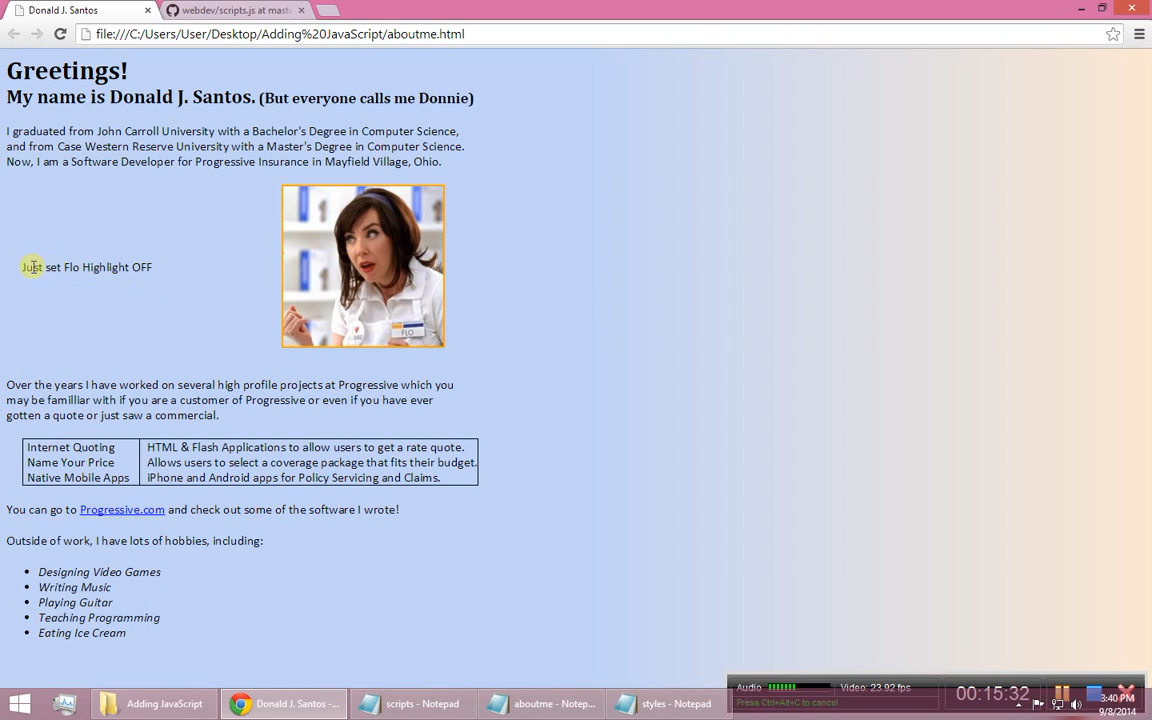 Donald J. Santos
webdev/scripts.js at mast
file:///C:/Users/User/Desktop/Adding%20JavaScript/aboutme.html
Greetings!
My name is Donald J. Santos. (But everyone calls me Donnie)
I graduated from John Carroll University with a Bachelor's Degree in Computer Science,
and from Case Western Reserve University with a Master's Degree in Computer Science.
Now, I am a Software Developer for Progressive Insurance in Mayfield Village, Ohio.
Just set Flo Highlight OFF
FLO
Over the years I have worked on several high profile projects at Progressive which you
may be familliar with if you are a customer of Progressive or even if you have ever
gotten a quote or just saw a commercial.
Internet Quoting HTML & Flash Applications to allow users to get a rate quote.
Name Your Price Allows users to select a coverage package that fits their budget.
Native Mobile Apps iPhone and Android apps for Policy Servicing and Claims.
You can go to Progressive.com and check out some of the software I wrote!
Outside of work, I have lots of hobbies, including:
• Designing Video Games
• Writing Music
• Playing Guitar
• Teaching Programming
• Eating Ice Cream
Adding JavaScript
Donald J. Santos -...
scripts - Notepad
aboutme - Notep...
styles - Notepad
Audio
Video: 23.92 fps
Press Ctrl+Alt+C to cancel
00:15:32
3:40 PM
9/8/2014